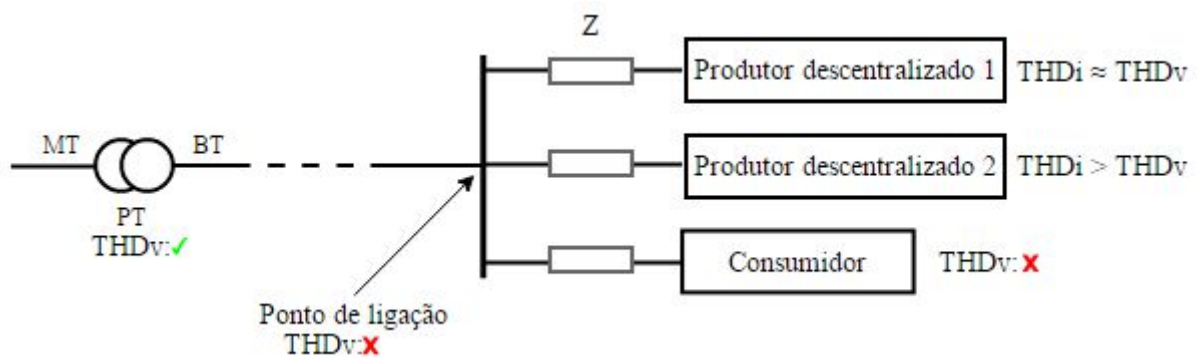 Z
Produtor descentralizado 1
THDi ≈ THDv
MT
BT
Produtor descentralizado 2
THDi > THDv
PT
THDv:✓
Consumidor
THDv: x
Ponto de ligação
THDv:x